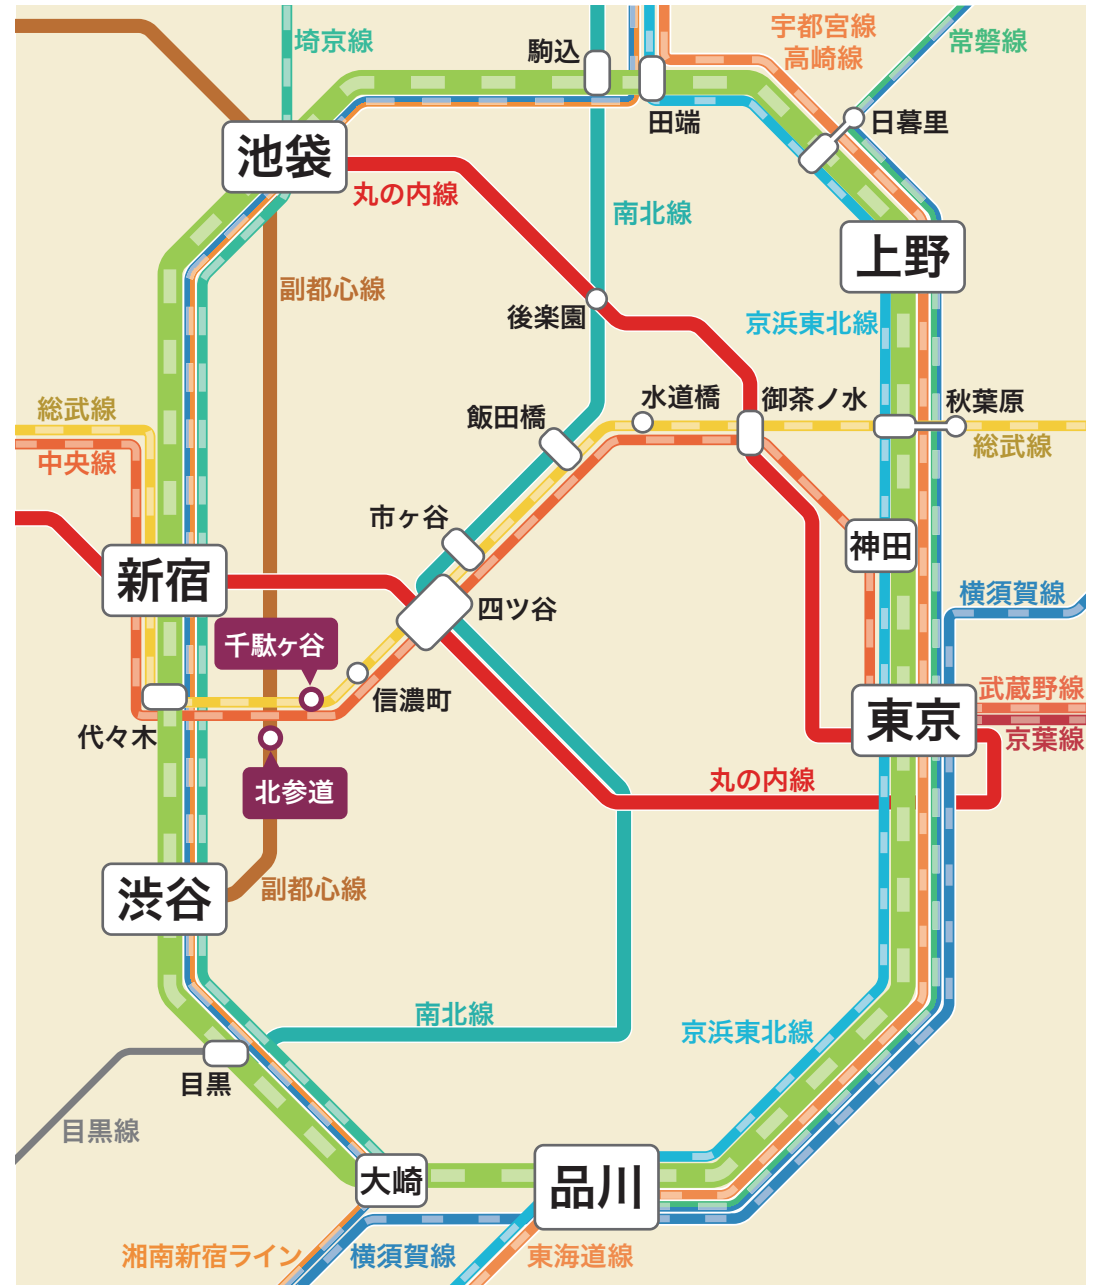 宇都宮線
高崎線
常磐線
埼京線
駒込
田端
日暮里
池袋
丸の内線
南北線
上野
副都心線
後楽園
京浜東北線
総武線
中央線
飯田橋
水道橋
御茶ノ水
秋葉原
総武線
市ヶ谷
神田
新宿
四ツ谷
横須賀線
千駄ヶ谷
信濃町
武蔵野線
東京
京葉線
代々木
北参道
丸の内線
渋谷
副都心線
南北線
京浜東北線
目黒
目黒線
大崎
品川
湘南新宿ライン
横須賀線
東海道線